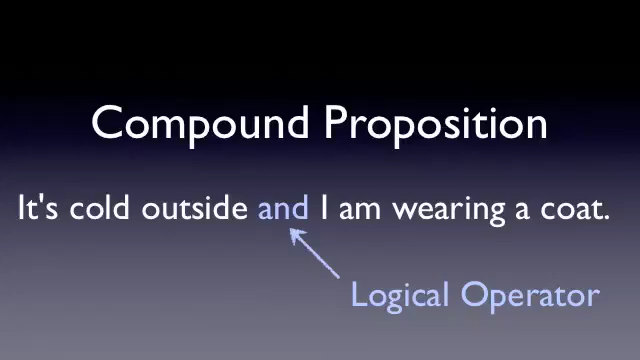 Compound Proposition
It's cold outside and I am wearing a coat.
Logical Operator